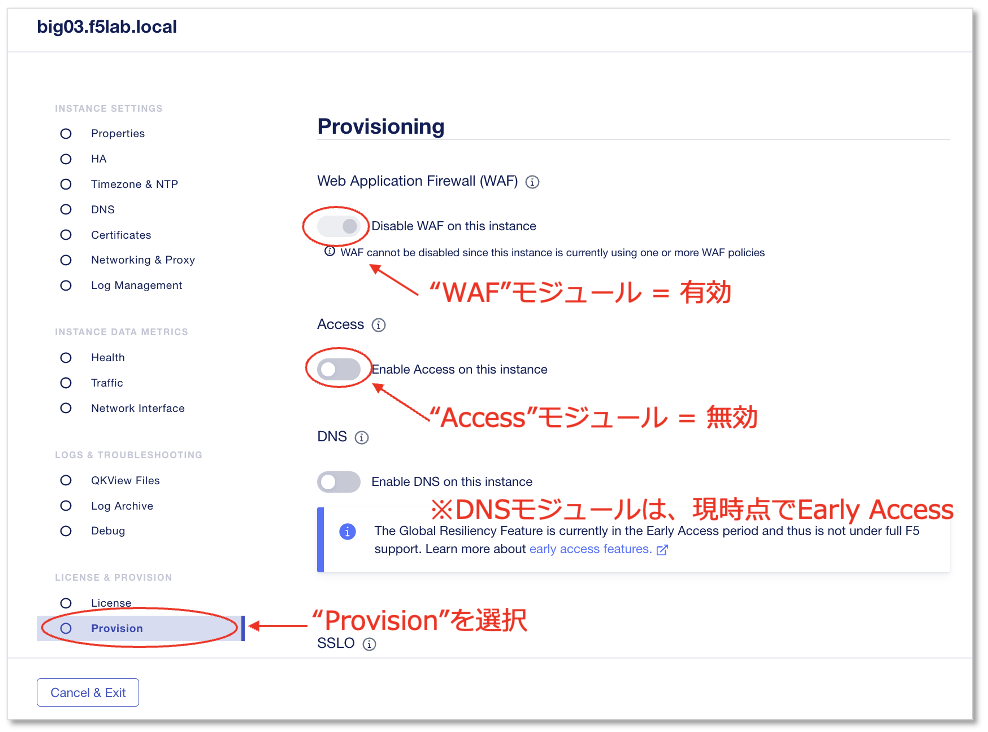 big03.f5lab.local
INSTANCE SETTINGS
Properties
HA
Timezone & NTP
DNS
Certificates
Networking & Proxy
Log Management
INSTANCE DATA METRICS
Health
Traffic
Network Interface
LOGS & TROUBLESHOOTING
QKView Files
Log Archive
Debug
LICENSE & PROVISION
License
Provision
“Provision”を選択
Provisioning
Web Application Firewall (WAF)
Disable WAF on this instance
WAF cannot be disabled since this instance is currently using one or more WAF policies
“WAF”モジュール = 有効
Access
Enable Access on this instance
“Access”モジュール = 無効
DNS
Enable DNS on this instance
※DNSモジュールは、現時点でEarly Access
The Global Resiliency Feature is currently in the Early Access period and thus is not under full F5
support. Learn more about early access features.
SSLO
Cancel & Exit